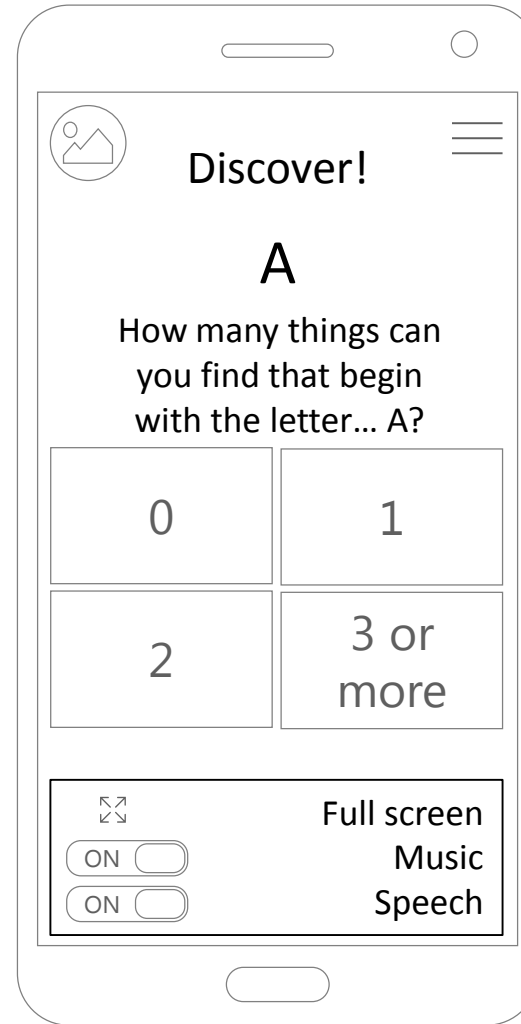 Discover!
A
How many things can
you find that begin
with the letter... A?
0
1
2
3 or
more
Full screen
ON Music
ON Speech